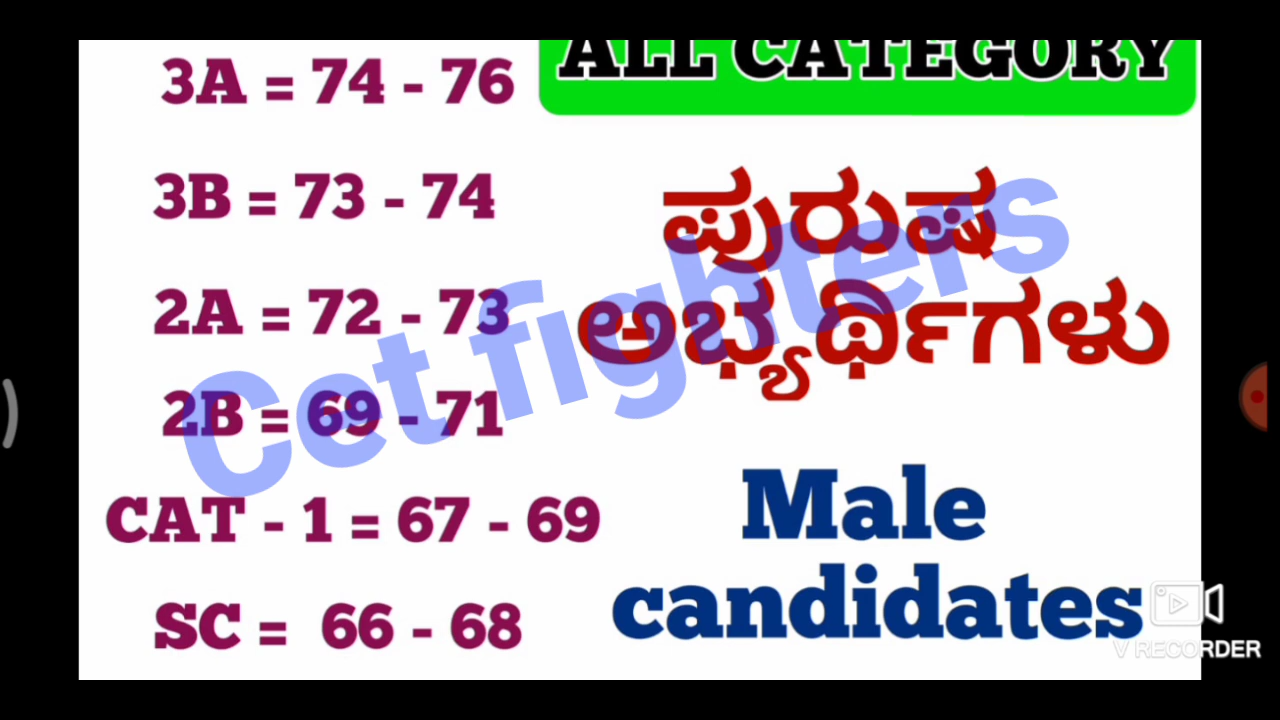 ALL CATEGORY
3A = 74 - 76
3B = 73 - 74
2A = 72 - 73
2B = 69 - 71
CAT - 1 = 67 - 69
SC = 66 - 68
ಪುರುಷ
ಅಭ್ಯರ್ಥಿಗಳು
Male
candidates
Cet fighters
V RECORDER